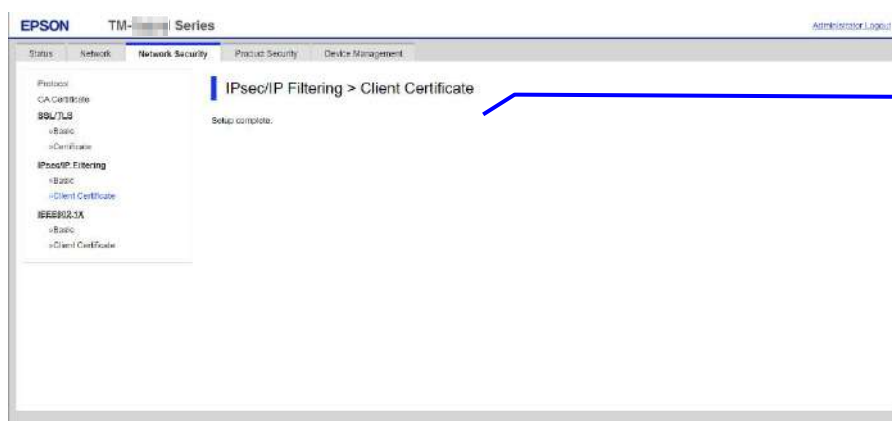 EPSON TM- Series
Administrator Logout
Status Network Network Security Product Security Device Management
Protocol
CA Certificate
SSL/TLS
»Basic
»Certificate
IPsec/IP Filtering
»Basic
»Client Certificate
IEEE802.1X
»Basic
»Client Certificate
IPsec/IP Filtering > Client Certificate
Setup complete.